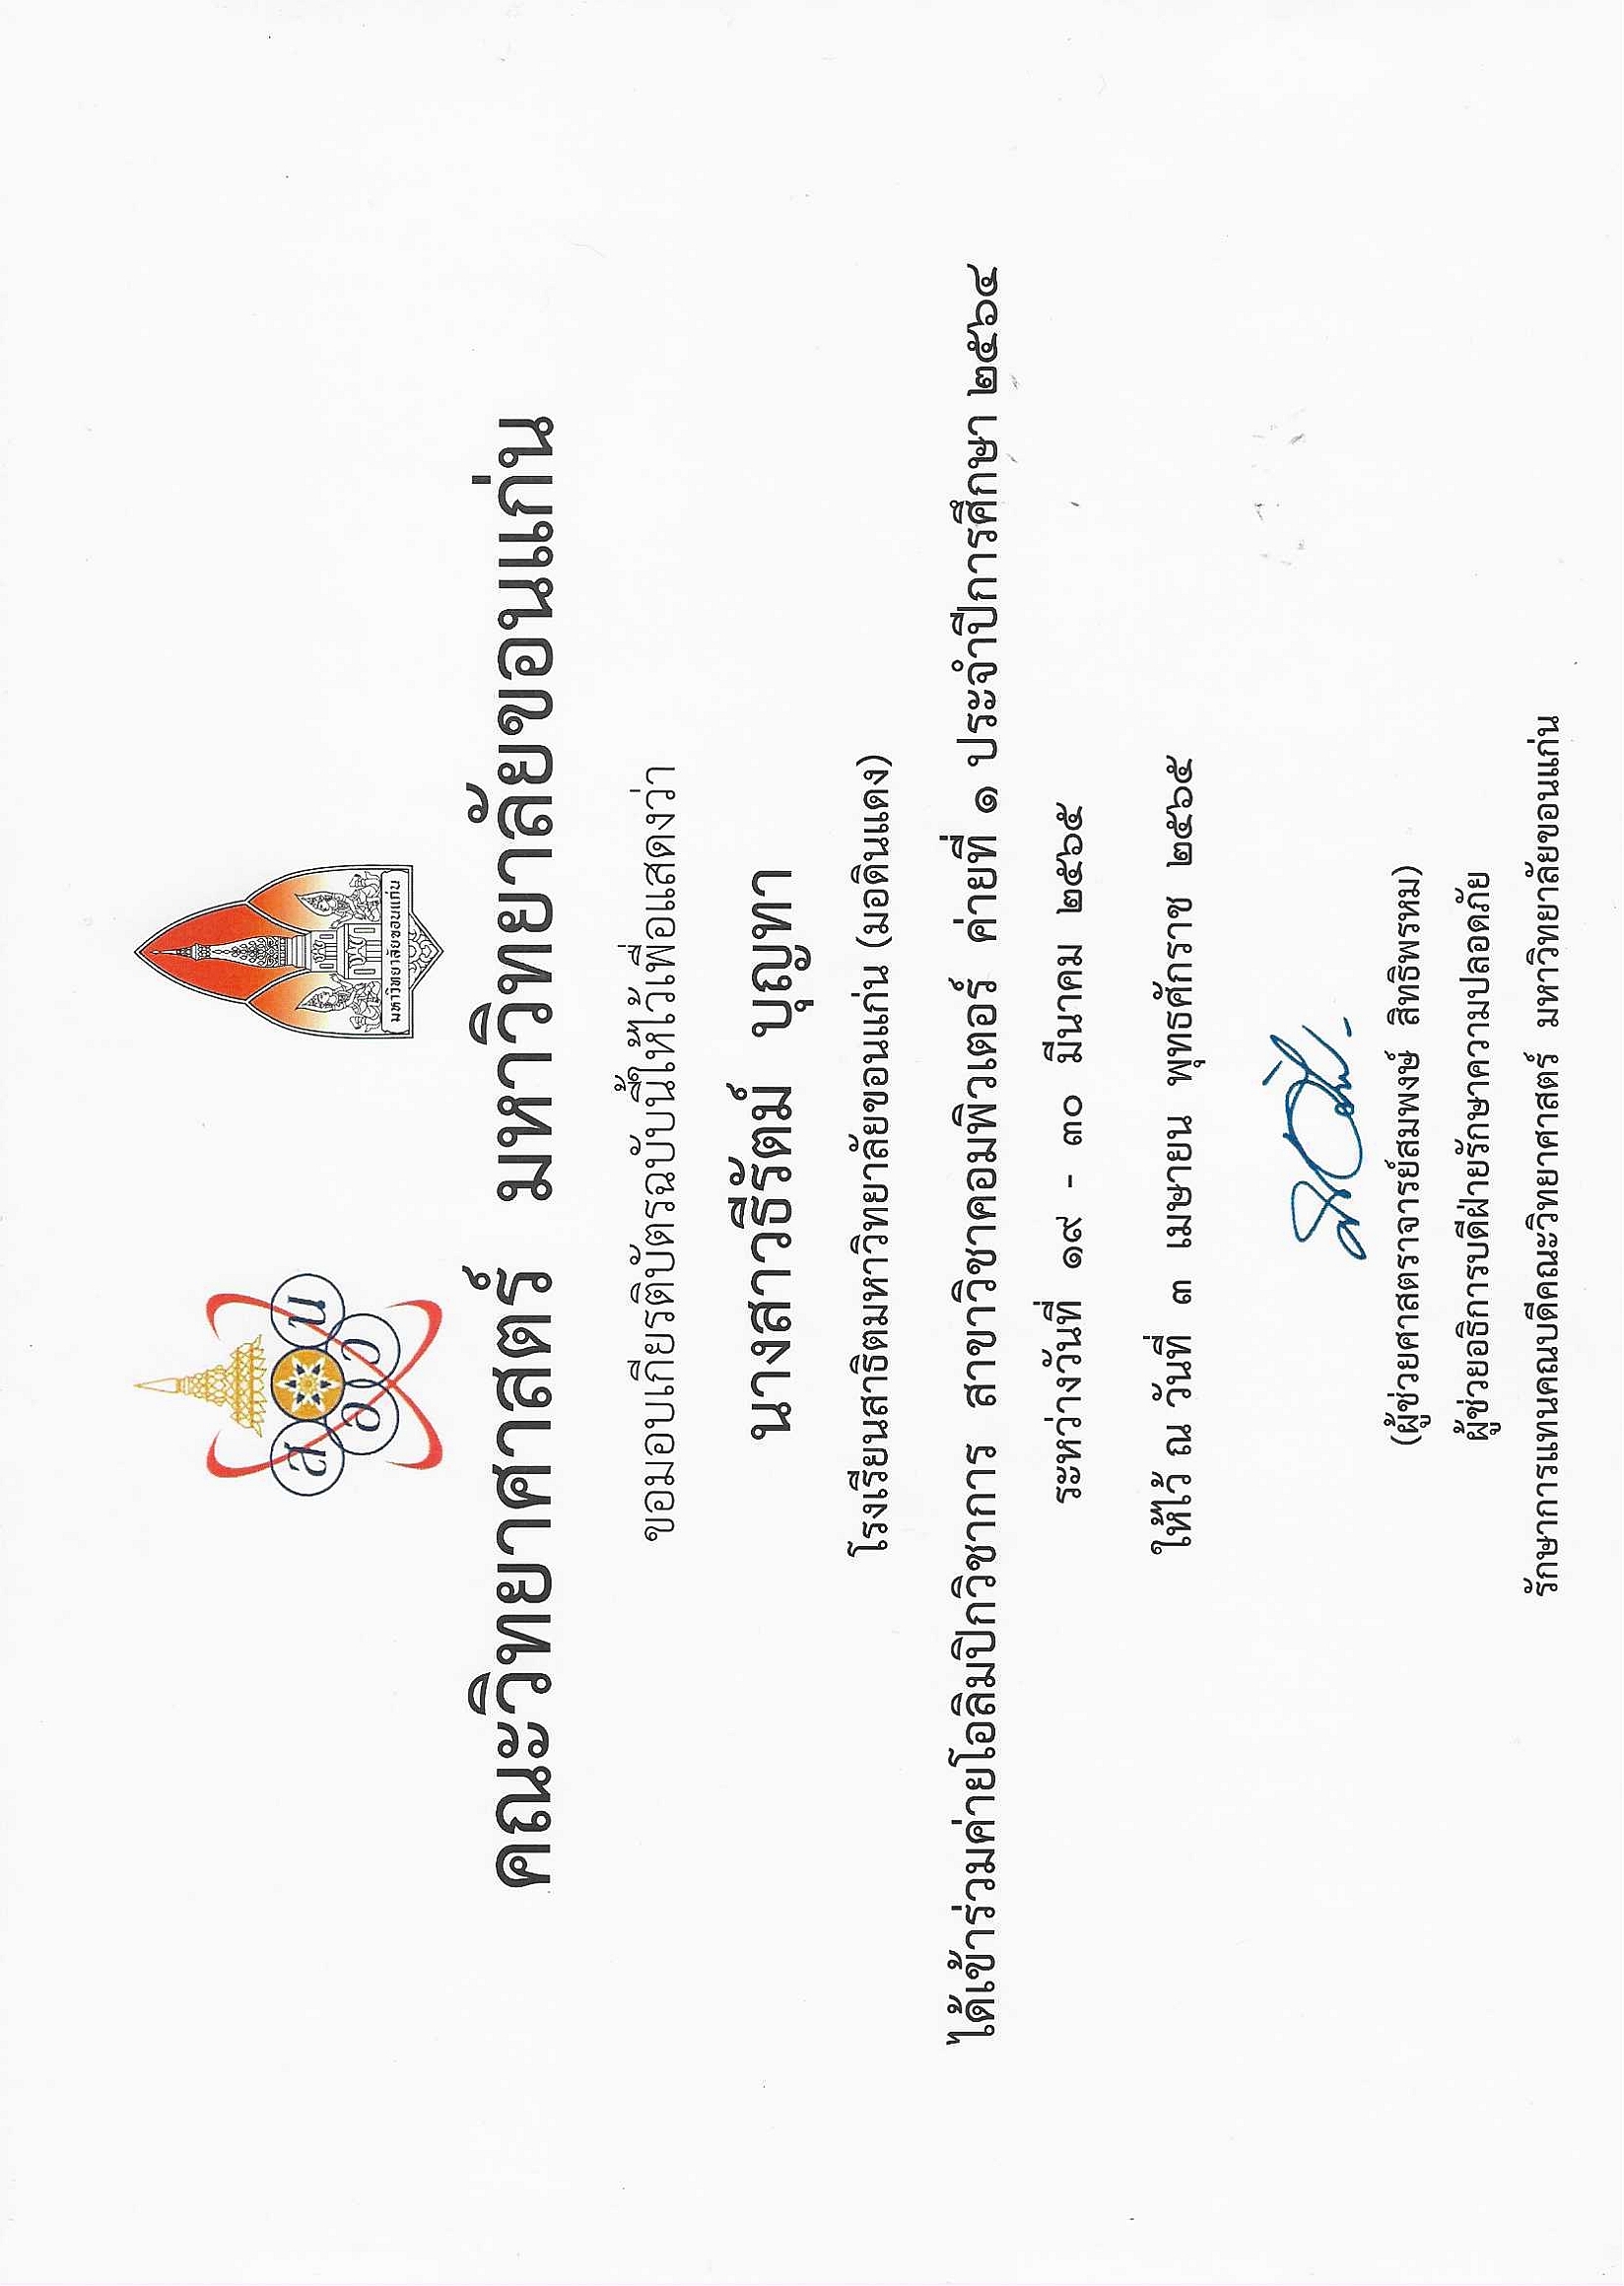 ส น
อ ว
มหาวิทยาลัยขอนแก่น
คณะวิทยาศาสตร์ มหาวิทยาลัยขอนแก่น
ขอมอบเกียรติบัตรฉบับนี้ให้ไว้เพื่อแสดงว่า
นางสาวธีรัตม์ บุญทา
โรงเรียนสาธิตมหาวิทยาลัยขอนแก่น (มอดินแดง)
ได้เข้าร่วมค่ายโอลิมปิกวิชาการ สาขาวิชาคอมพิวเตอร์ ค่ายที่ ๑ ประจำปีการศึกษา ๒๕๖๔
ระหว่างวันที่ ๑๙ - ๓๐ มีนาคม ๒๕๖๕
ให้ไว้ ณ วันที่ ๓ เมษายน พุทธศักราช ๒๕๖๕
(ผู้ช่วยศาสตราจารย์สมพงษ์ สิทธิพรหม)
ผู้ช่วยอธิการบดีฝ่ายรักษาความปลอดภัย
รักษาการแทนคณบดีคณะวิทยาศาสตร์ มหาวิทยาลัยขอนแก่น